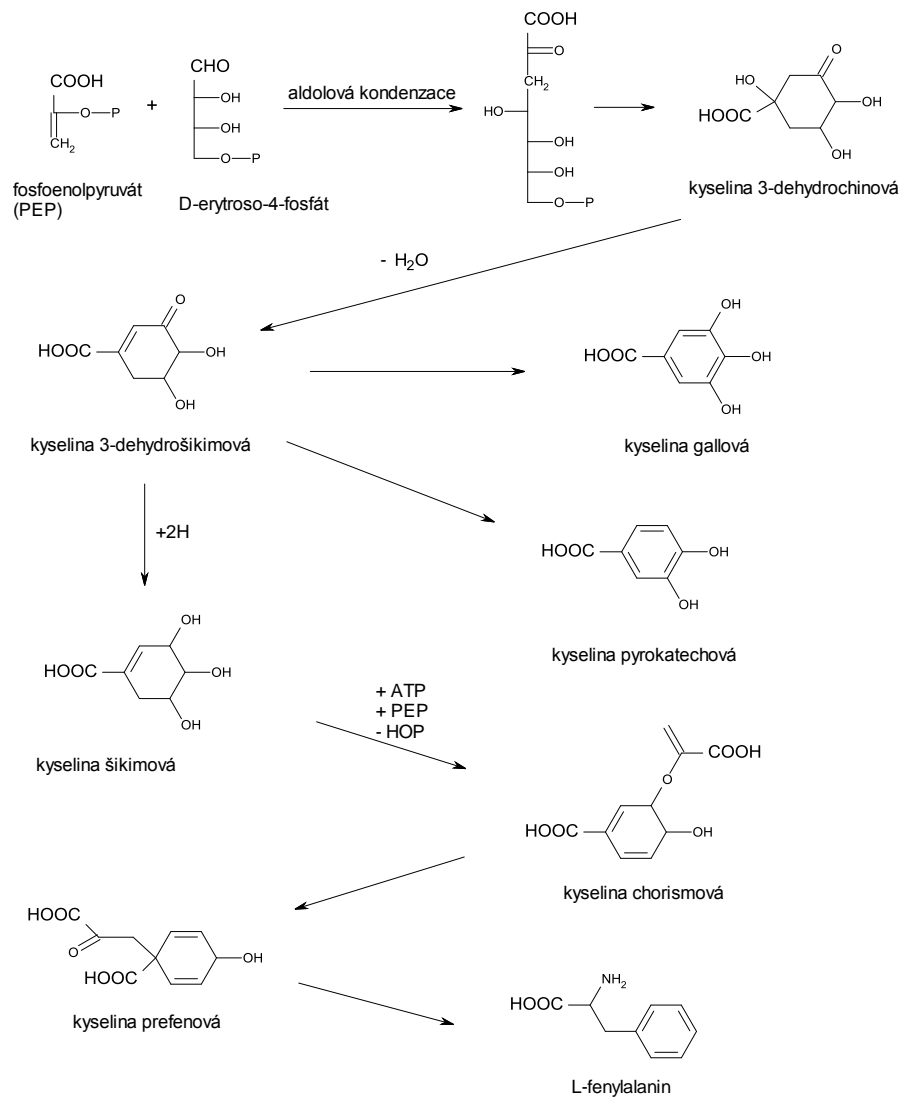 COOH
O
CH2
HO
OH
OH
O P
COOH
O P
CH2
+
CHO
OH
OH
O P
aldolová kondenzace
O
HO
HOOC
OH
OH
fosfoenolpyruvát
(PEP)
D-erytroso-4-fosfát
kyselina 3-dehydrochinová
- H2O
O
HOOC
OH
OH
OH
HOOC
OH
OH
kyselina 3-dehydrošikimová
kyselina gallová
+2H
HOOC
OH
OH
kyselina pyrokatechová
OH
HOOC
OH
OH
kyselina šikimová
+ ATP
+ PEP
- HOP
COOH
O
HOOC
OH
kyselina chorismová
HOOC
O
HOOC
OH
kyselina prefenová
NH2
HOOC
L-fenylalanin